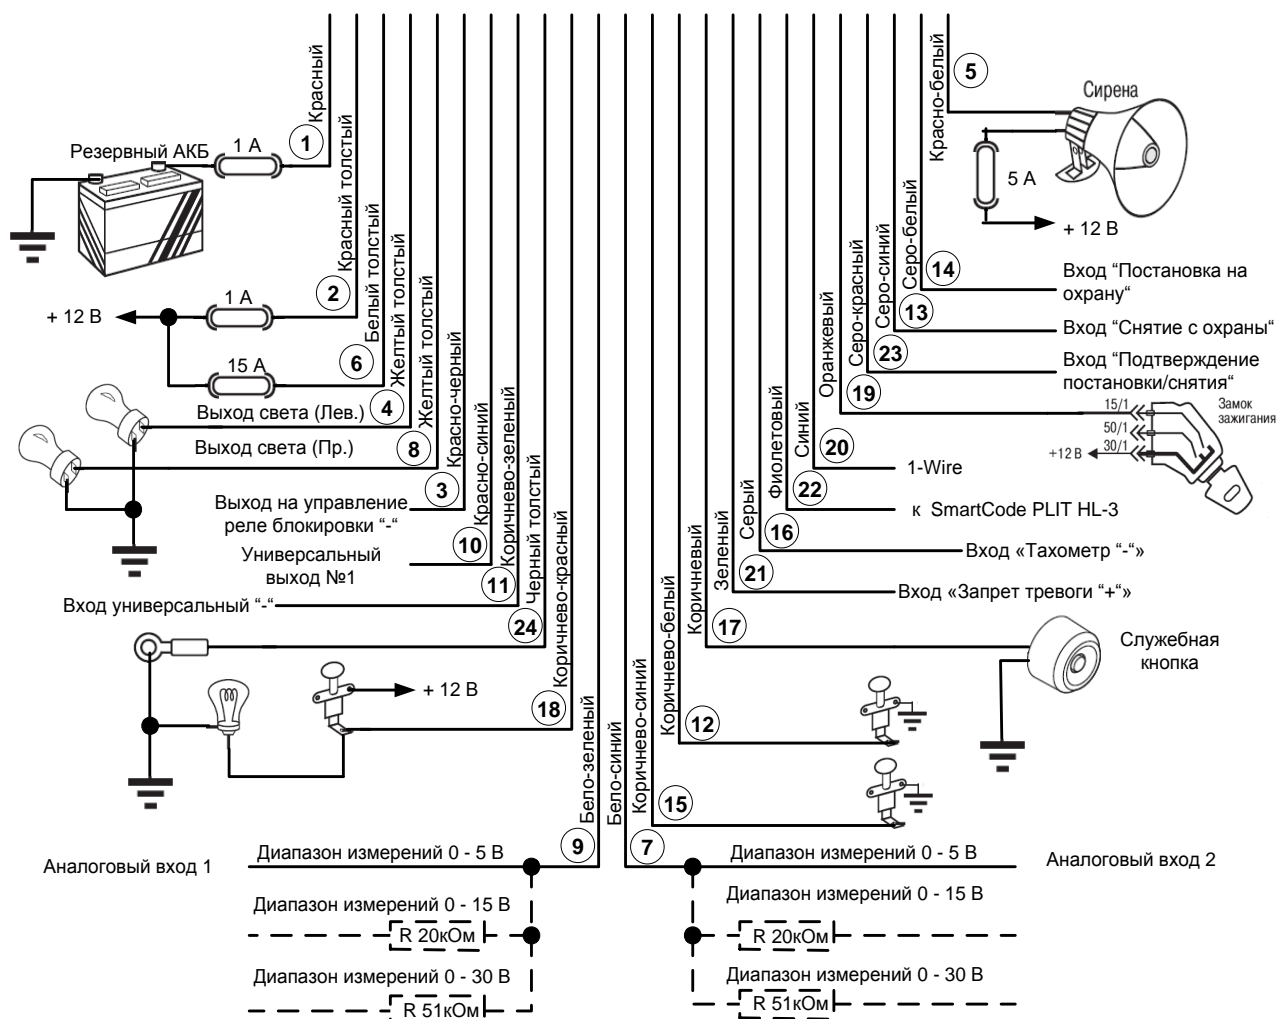 Красный
1
Красный толстый
2
Белый толстый
6
Желтый толстый
4
Желтый толстый
8
Красно-черный
3
Красно-синий
10
Коричнево-зеленый
11
Черный толстый
24
Коричнево-красный
18
Бело-зеленый
9
Бело-синий
7
Коричнево-синий
15
Коричнево-белый
12
Коричневый
17
Зеленый
21
Серый
16
Фиолетовый
22
Синий
20
Оранжевый
19
Серо-красный
23
Серо-синий
13
Серо-белый
14
Красно-белый
5
Резервный АКБ
1 А
+ 12 В
1 А
15 А
Выход света (Лев.)
Выход света (Пр.)
Выход на управление
реле блокировки “-“
Универсальный
выход №1
Вход универсальный “-“
+ 12 В
Сирена
5 А
+ 12 В
Вход “Постановка на
охрану“
Вход “Снятие с охраны“
Вход “Подтверждение
постановки/снятия“
15/1
50/1
30/1
+12 В
Замок
зажигания
1-Wire
к SmartCode PLIT HL-3
Вход «Тахометр “-“»
Вход «Запрет тревоги “+“»
Служебная
кнопка
Аналоговый вход 1
Диапазон измерений 0 - 5 В
Диапазон измерений 0 - 15 В
R 20кОм
Диапазон измерений 0 - 30 В
R 51кОм
Диапазон измерений 0 - 5 В
Аналоговый вход 2
Диапазон измерений 0 - 15 В
R 20кОм
Диапазон измерений 0 - 30 В
R 51кОм